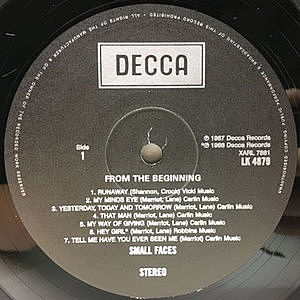 DECCA
Side
1
℗ 1967 Decca Records
℗ 1988 Decca Records
XARL 7881
LK 4879
FROM THE BEGINNING
1. RUNAWAY (Shannon, Crook) Vicki Music
2. MY MINDS EYE (Marriot, Lane) Carlin Music
3. YESTERDAY, TODAY AND TOMORROW (Marriot, Lane) Carlin Music
4. THAT MAN (Marriot, Lane) Carlin Music
5. MY WAY OF GIVING (Marriot, Lane) Carlin Music
6. HEY GIRL* (Marriot, Lane) Robbins Music
7. TELL ME HAVE YOU EVER SEEN ME (Marriot, Lane) Carlin Music
SMALL FACES
STEREO